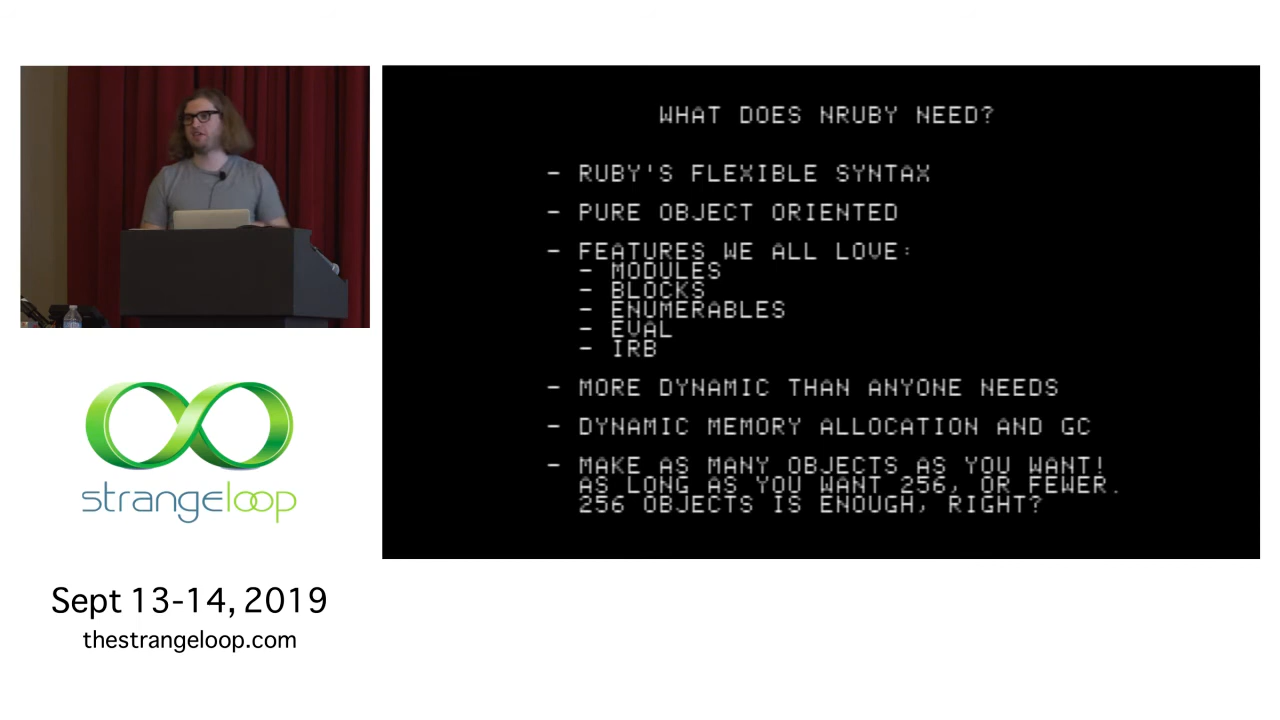 WHAT DOES NRUBY NEED?
- RUBY'S FLEXIBLE SYNTAX
- PURE OBJECT ORIENTED
- FEATURES WE ALL LOVE:
- MODULES
- BLOCKS
- ENUMERABLES
- EVAL
- IRB
- MORE DYNAMIC THAN ANYONE NEEDS
- DYNAMIC MEMORY ALLOCATION AND GC
- MAKE AS MANY OBJECTS AS YOU WANT!
AS LONG AS YOU WANT 256, OR FEWER.
256 OBJECTS IS ENOUGH, RIGHT?
strangeloop
Sept 13-14, 2019
thestrangeloop.com